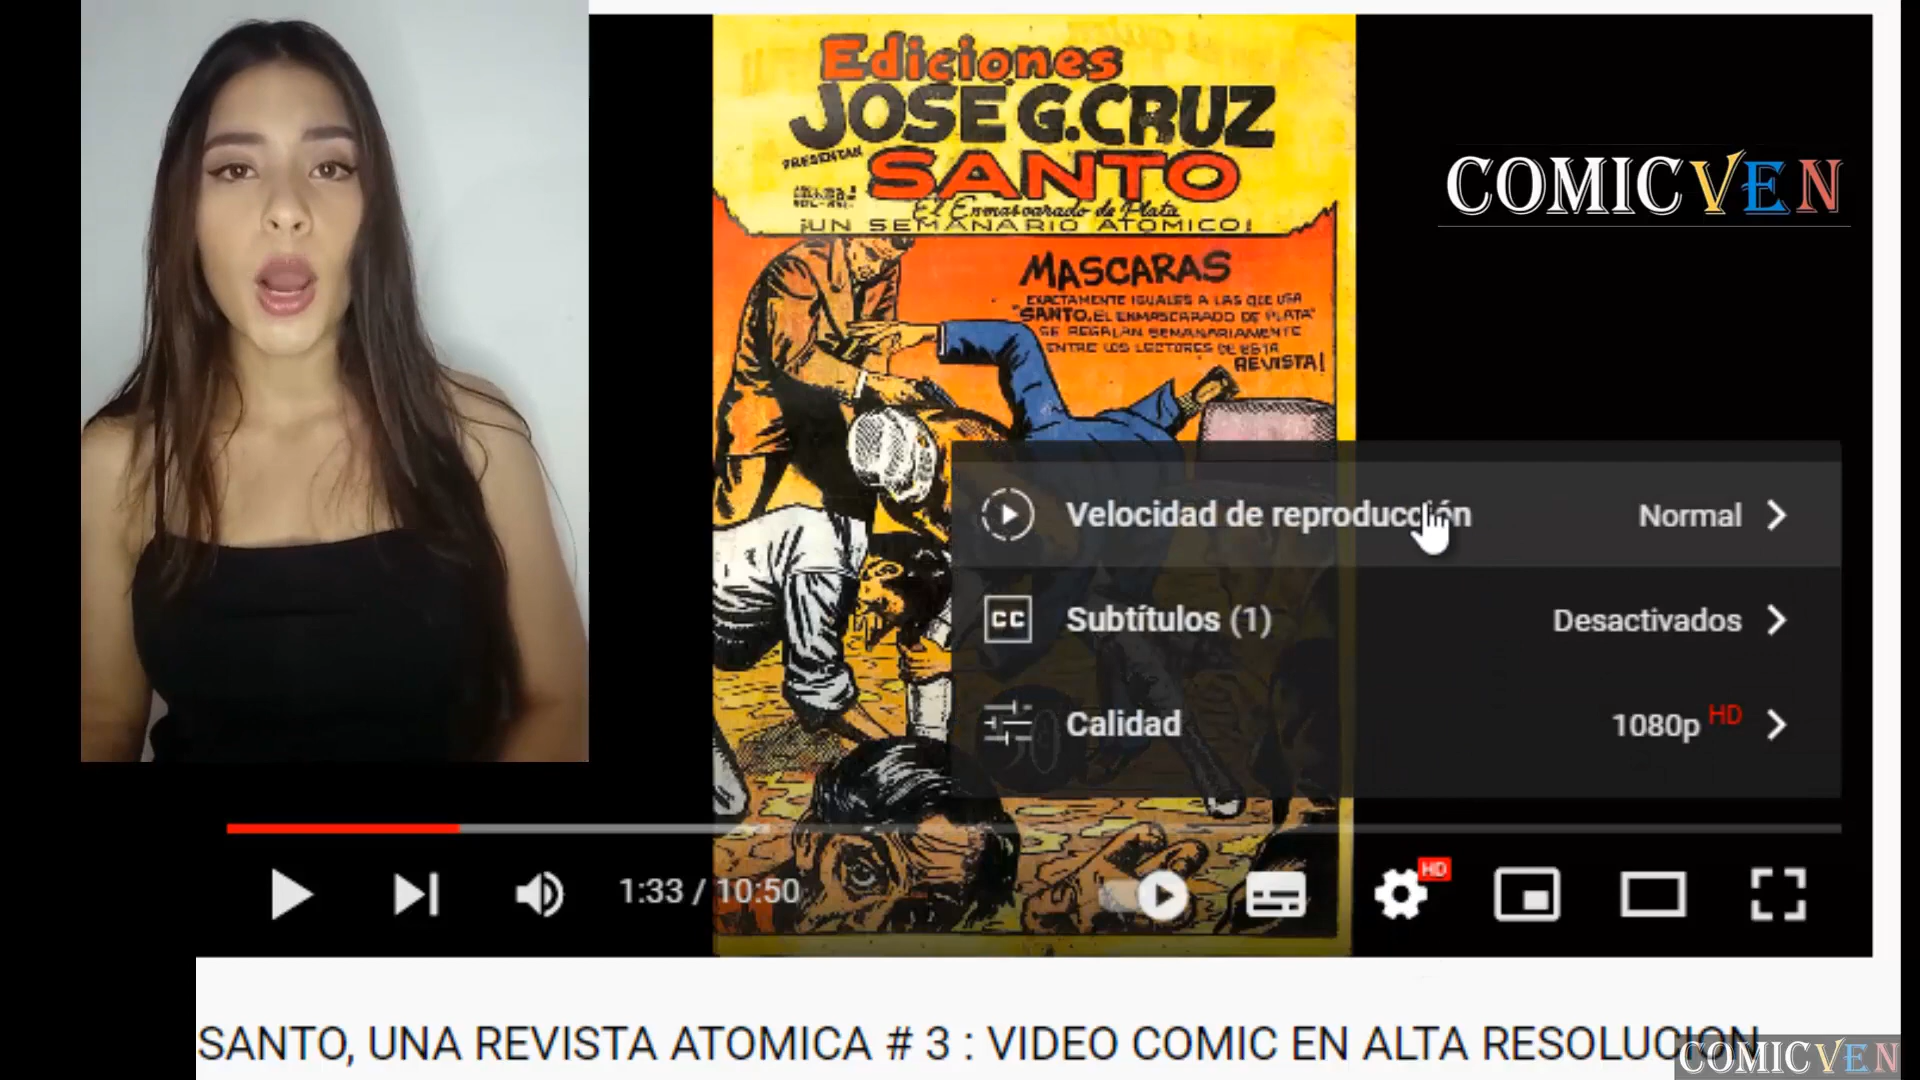 Ediciones
JOSE G. CRUZ
PRESENTAN
SANTO
El Enmascarado de Plata
¡UN SEMANARIO ATOMICO!
MASCARAS
EXACTAMENTE IGUALES A LAS QUE USA
"SANTO, EL ENMASCARADO DE PLATA"
SE REGALAN SEMANARIAMENTE
ENTRE LOS LECTORES DE ESTA
REVISTA!
COMICVEN
Velocidad de reproducción Normal
CC Subtítulos (1) Desactivados
Calidad 1080p HD
1:33 / 10:50
HD
SANTO, UNA REVISTA ATOMICA # 3 : VIDEO COMIC EN ALTA RESOLUCION
COMICVEN